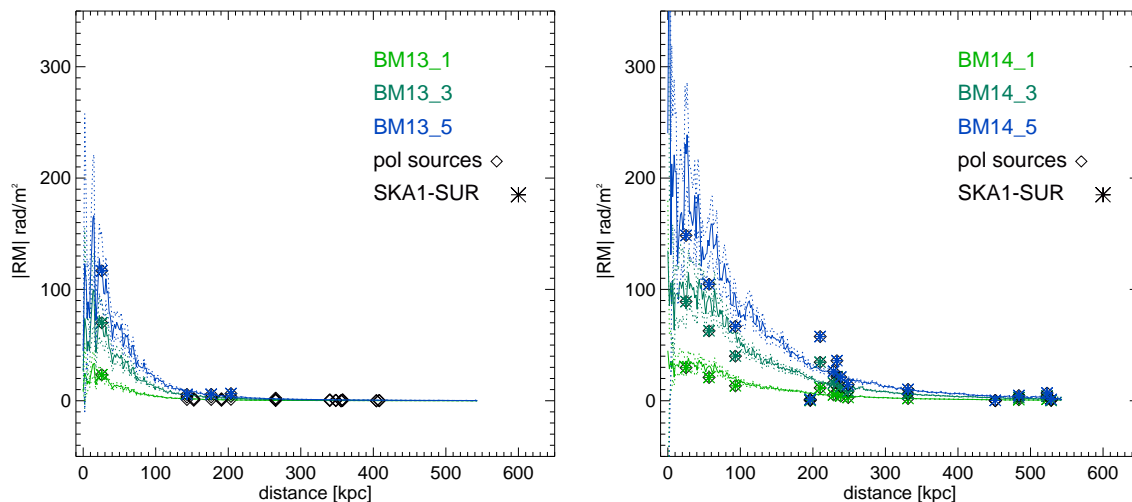 BM13_1
BM13_3
BM13_5
pol sources
SKA1-SUR
|RM| rad/m²
300
200
100
0
0 100 200 300 400 500 600
distance [kpc]
BM14_1
BM14_3
BM14_5
pol sources
SKA1-SUR
|RM| rad/m²
300
200
100
0
0 100 200 300 400 500 600
distance [kpc]